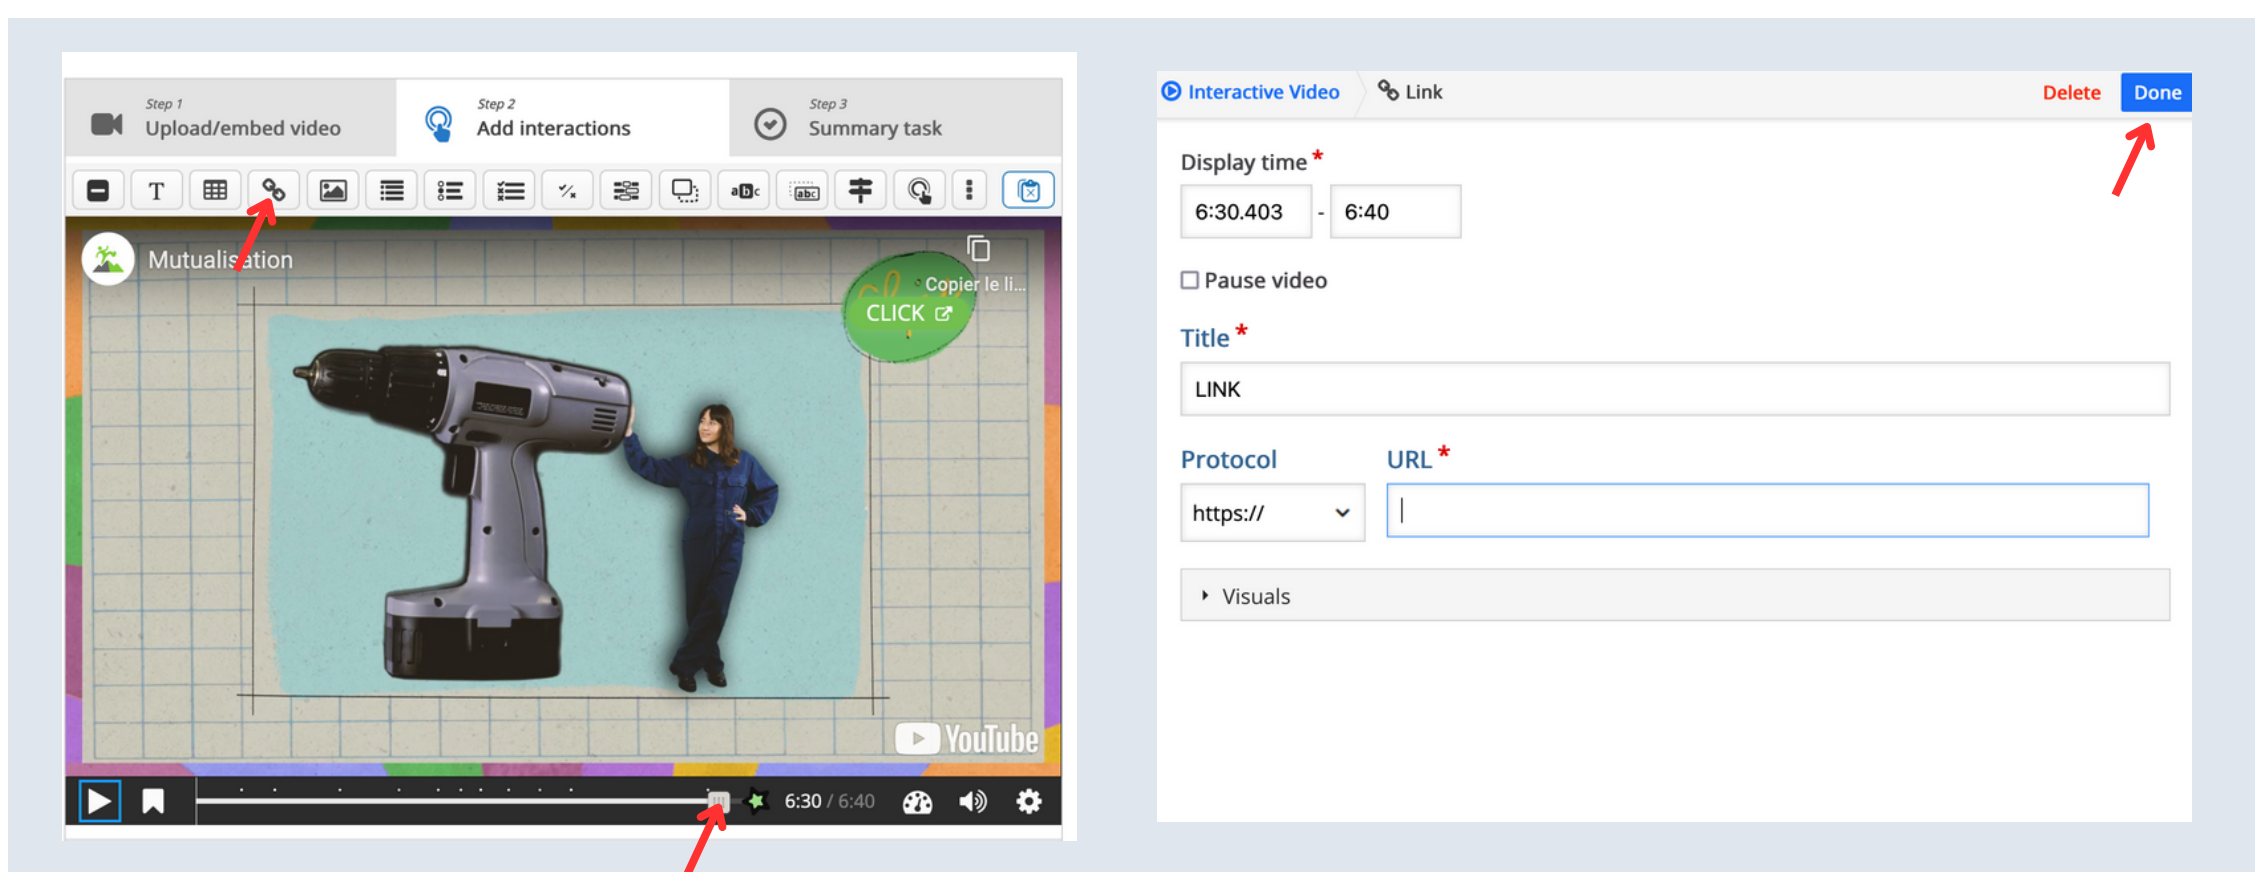 Step 1
Upload/embed video
Step 2
Add interactions
Step 3
Summary task
T
abc
abc
Mutualisation
Copier le li...
CLICK
YouTube
6:30 / 6:40
Interactive Video
Link
Delete
Done
Display time *
6:30.403 - 6:40
Pause video
Title *
LINK
Protocol
URL *
https://
Visuals